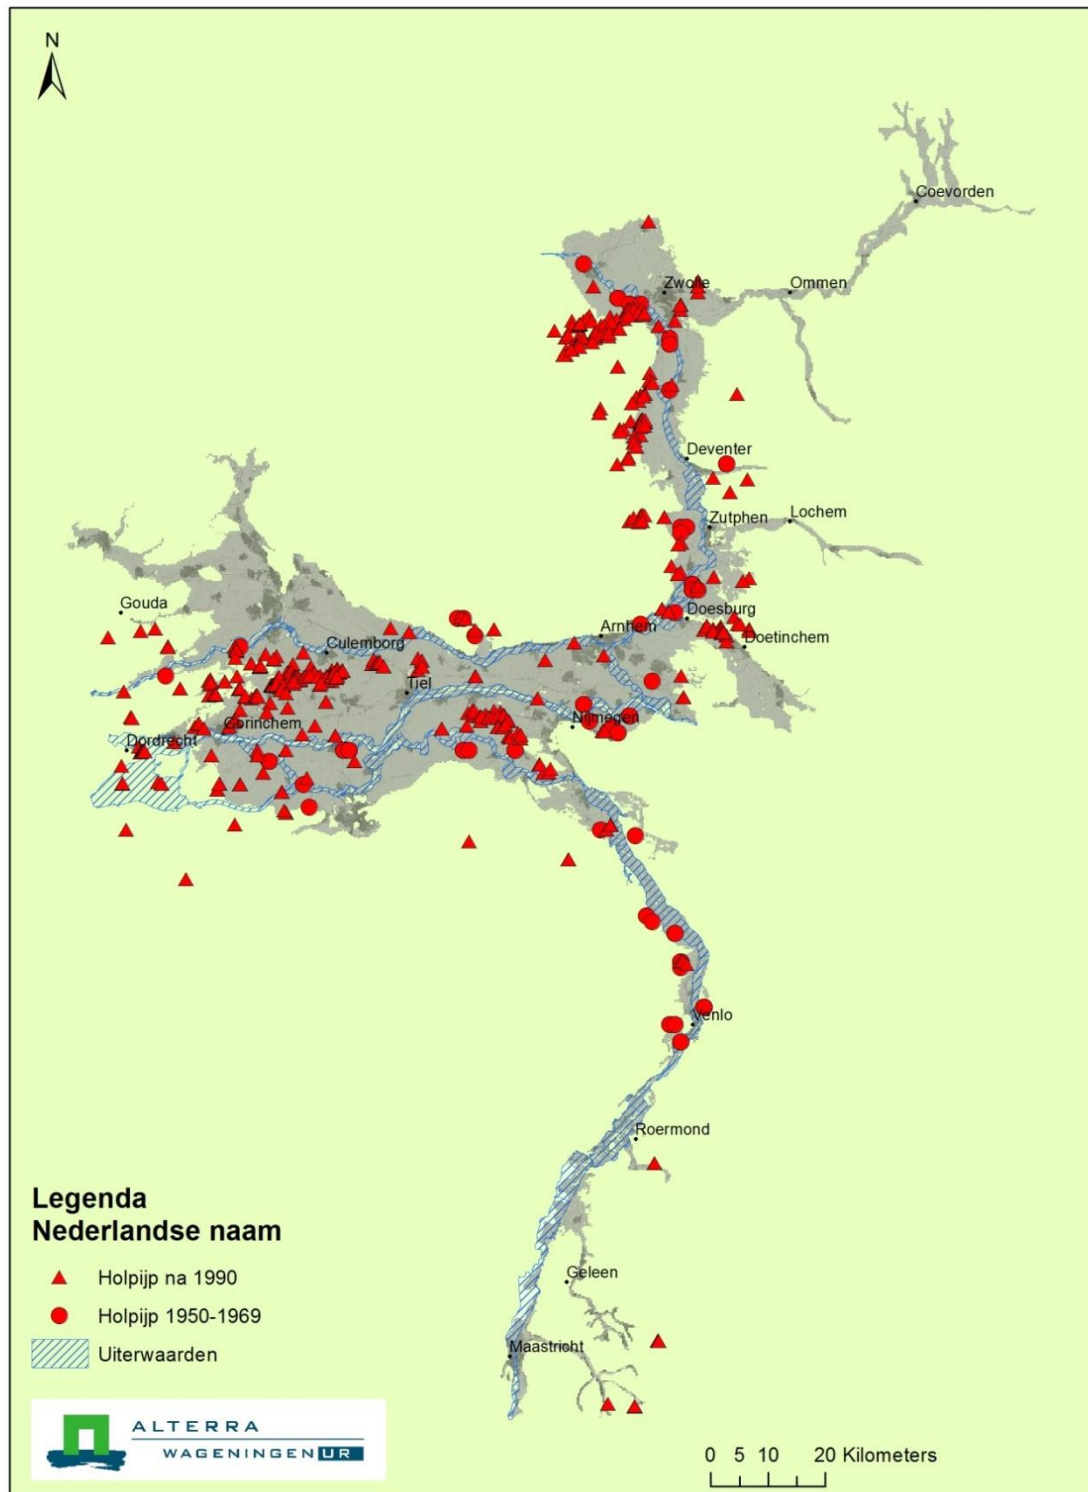 N
Coevorden
Zwolle
Ommen
Deventer
Zutphen
Lochem
Gouda
Doesburg
Arnhem
Doetinchem
Culemborg
Tiel
Gorinchem
Nijmegen
Dordrecht
Venlo
Roermond
Legenda
Nederlandse naam
Holpijp na 1990
Geleen
Holpijp 1950-1969
Maastricht
Uiterwaarden
ALTERRA
WAGENINGEN UR
0 5 10 20 Kilometers